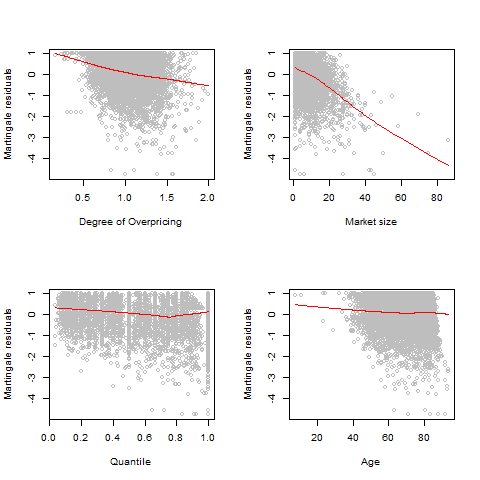 Martingale residuals
1
0
-1
-2
-3
-4
0.5 1.0 1.5 2.0
Degree of Overpricing
Martingale residuals
1
0
-1
-2
-3
-4
0 20 40 60 80
Market size
Martingale residuals
1
0
-1
-2
-3
-4
0.0 0.2 0.4 0.6 0.8 1.0
Quantile
Martingale residuals
1
0
-1
-2
-3
-4
20 40 60 80
Age